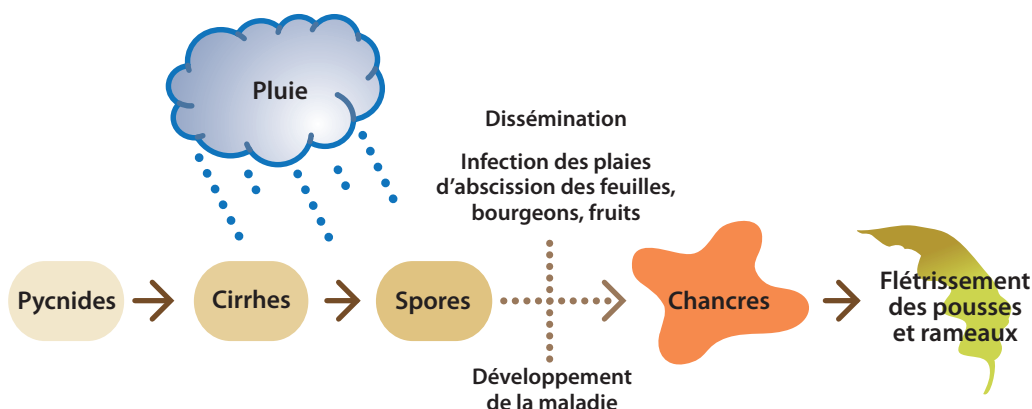 Pluie
Dissémination
Infection des plaies
d'abscission des feuilles,
bourgeons, fruits
Pycnides
Cirrhes
Spores
Chancres
Flétrissement
des pousses
et rameaux
Développement
de la maladie